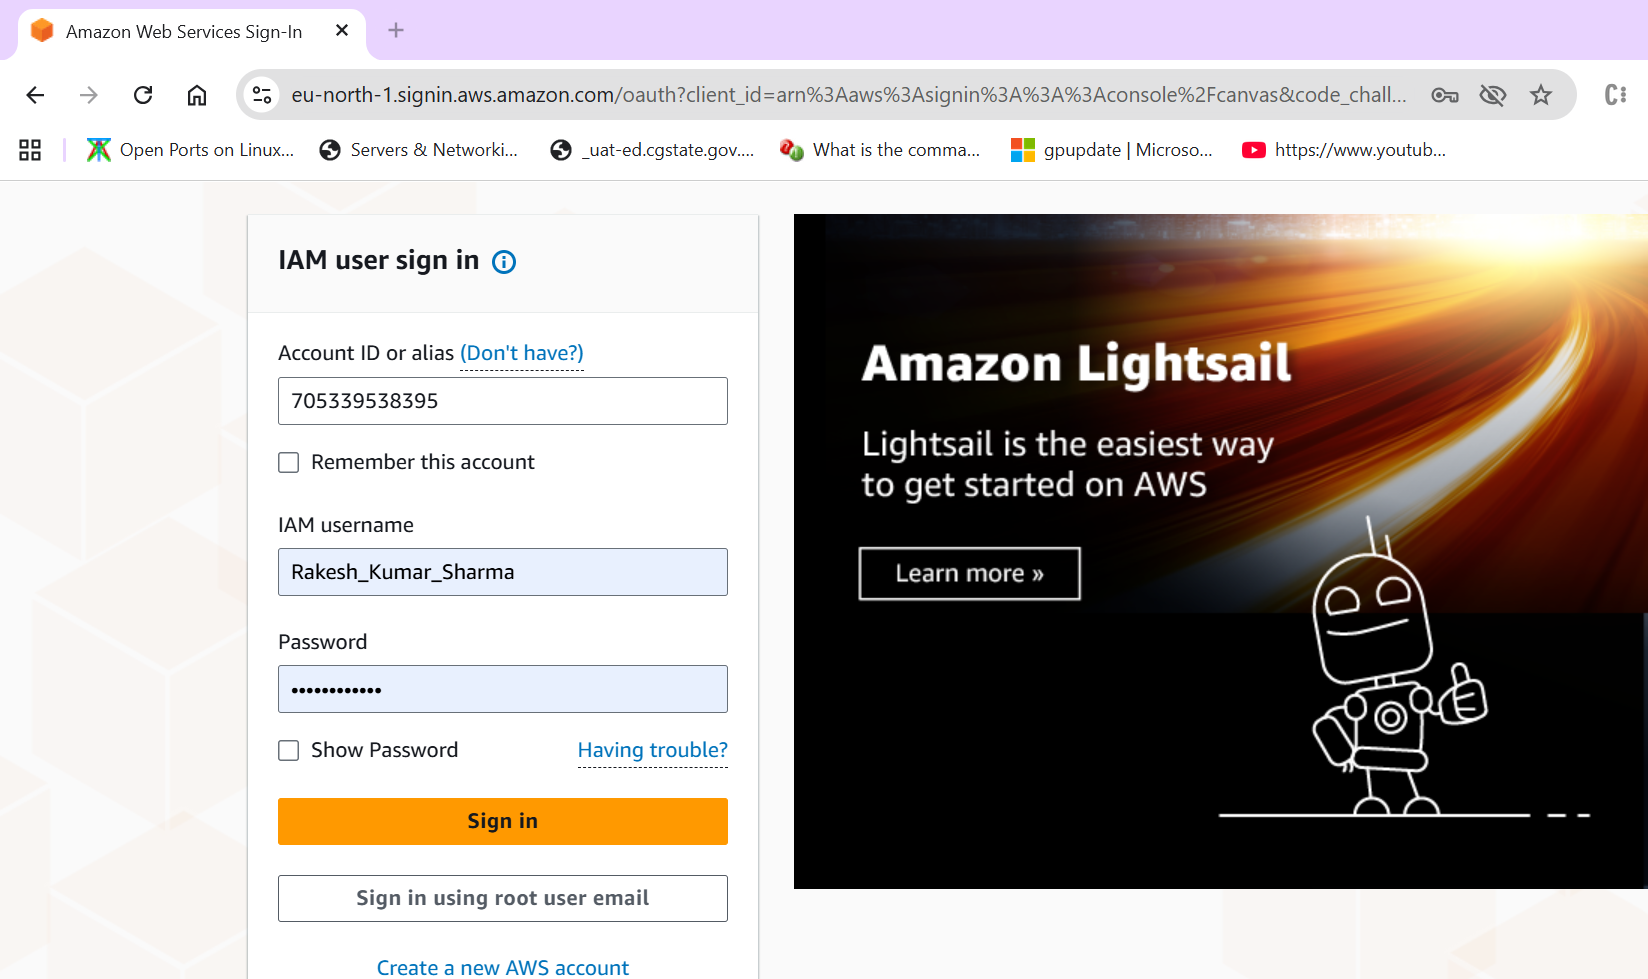 Amazon Web Services Sign-In
eu-north-1.signin.aws.amazon.com/oauth?client_id=arn%3Aaws%3Asignin%3A%3A%3Aconsole%2Fcanvas&code_chall...
Open Ports on Linux...
Servers & Networki...
_uat-ed.cgstate.gov....
What is the comma...
gpupdate | Microso...
https://www.youtub...
IAM user sign in
Account ID or alias (Don't have?)
705339538395
Remember this account
IAM username
Rakesh_Kumar_Sharma
Password
••••••••••••
Show Password
Having trouble?
Sign in
Sign in using root user email
Create a new AWS account
Amazon Lightsail
Lightsail is the easiest way
to get started on AWS
Learn more »